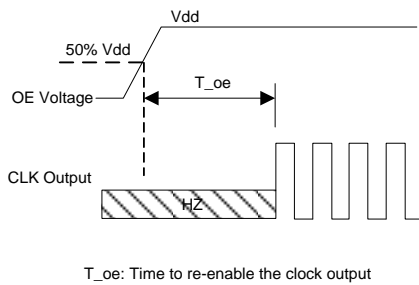 Vdd
50% Vdd
T_oe
OE Voltage
CLK Output
HZ
T_oe: Time to re-enable the clock output